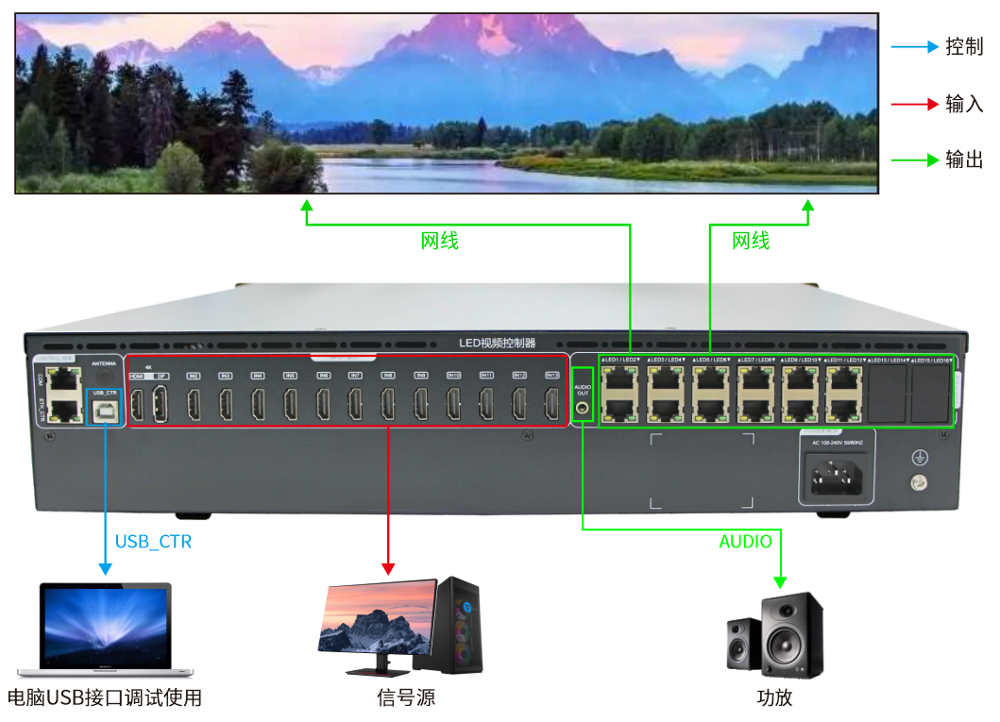 控制
输入
输出
网线
网线
LED视频控制器
ANTENNA
4K
HDMI
DP
IN2
IN3
IN4
IN5
IN6
IN7
IN8
IN9
IN10
IN11
IN12
IN13
COM
ETH_CTR
USB_CTR
AUDIO
OUT
▲LED1 / LED2▼
▲LED3 / LED4▼
▲LED5 / LED6▼
▲LED7 / LED8▼
▲LED9 / LED10▼
▲LED11 / LED12▼
▲LED13 / LED14▼
▲LED15 / LED16▼
AC 100-240V 50/60HZ
USB_CTR
AUDIO
电脑USB接口调试使用
信号源
功放